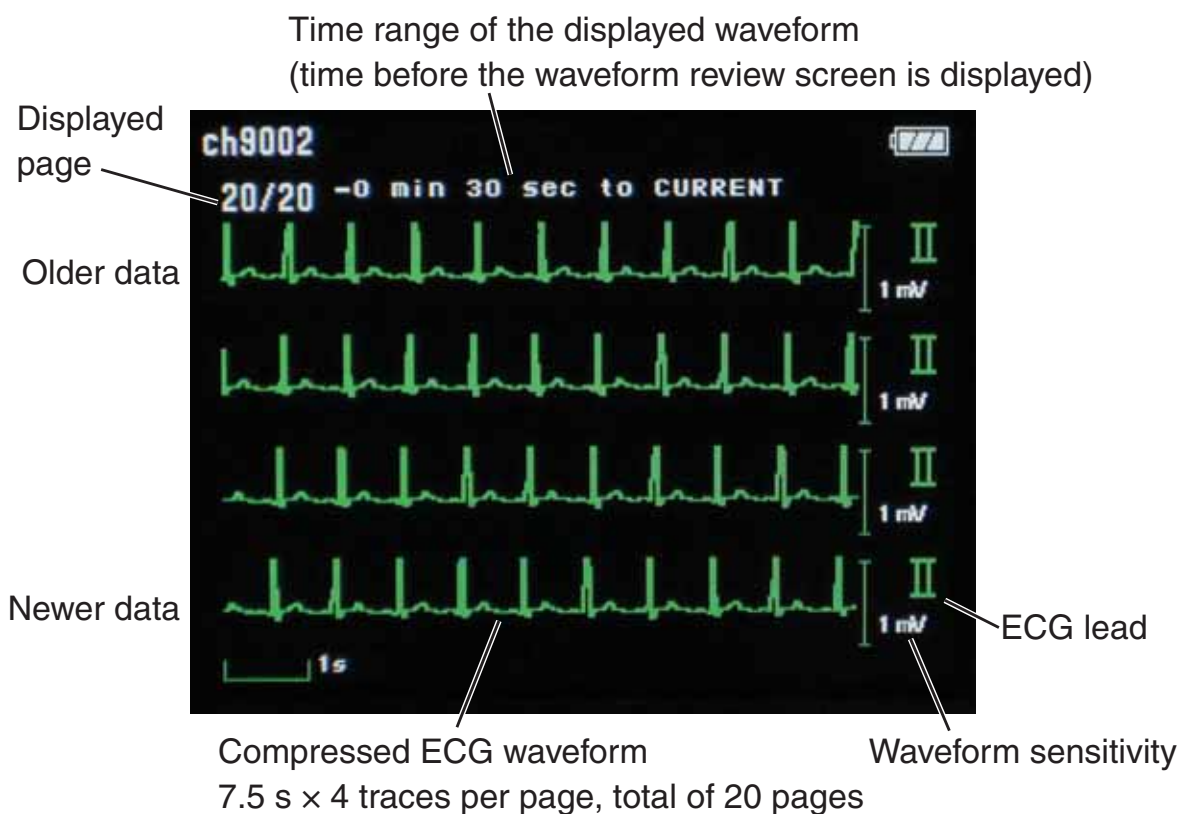 Time range of the displayed waveform
(time before the waveform review screen is displayed)
Displayed
page
ch9002
20/20 -0 min 30 sec to CURRENT
Older data
II
1 mV
II
1 mV
II
1 mV
Newer data
II
1 mV
ECG lead
1s
Compressed ECG waveform
7.5 s × 4 traces per page, total of 20 pages
Waveform sensitivity